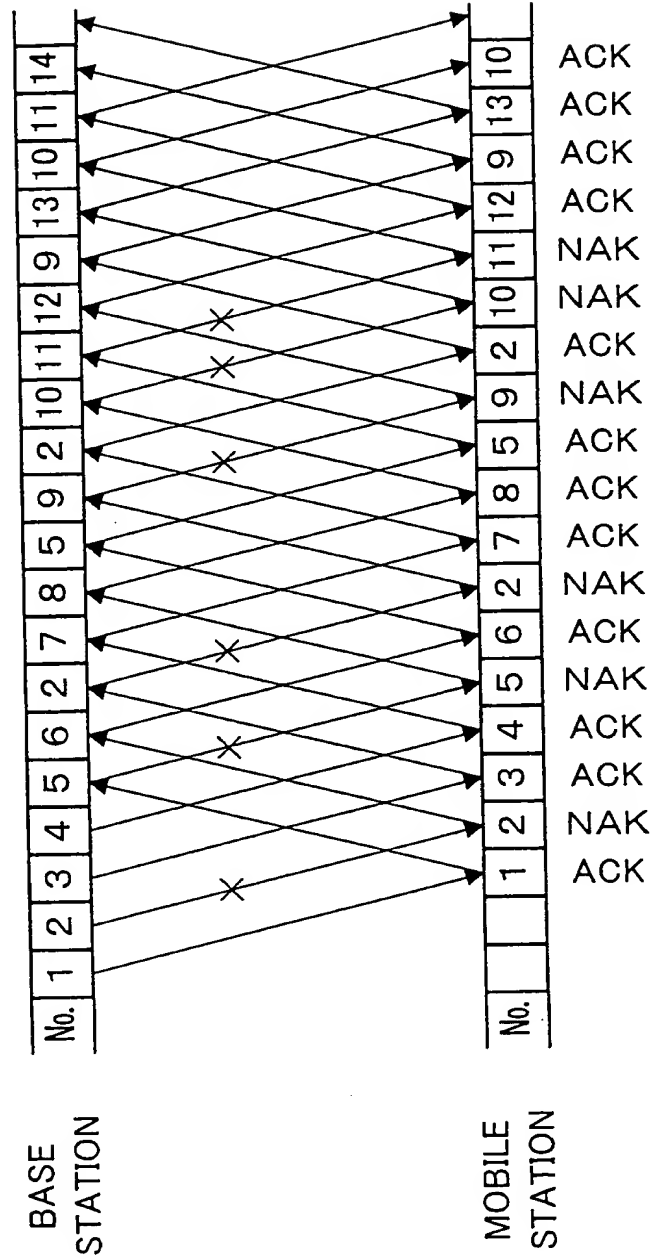 BASE
STATION
No. 1 2 3 4 5 6 2 7 8 5 9 2 10 11 12 9 13 10 11 14
MOBILE
STATION
No. 1 2 3 4 5 6 2 7 8 5 9 2 10 11 12 9 13 10
ACK
ACK
ACK
ACK
NAK
NAK
ACK
NAK
ACK
ACK
ACK
NAK
ACK
NAK
ACK
ACK
NAK
ACK